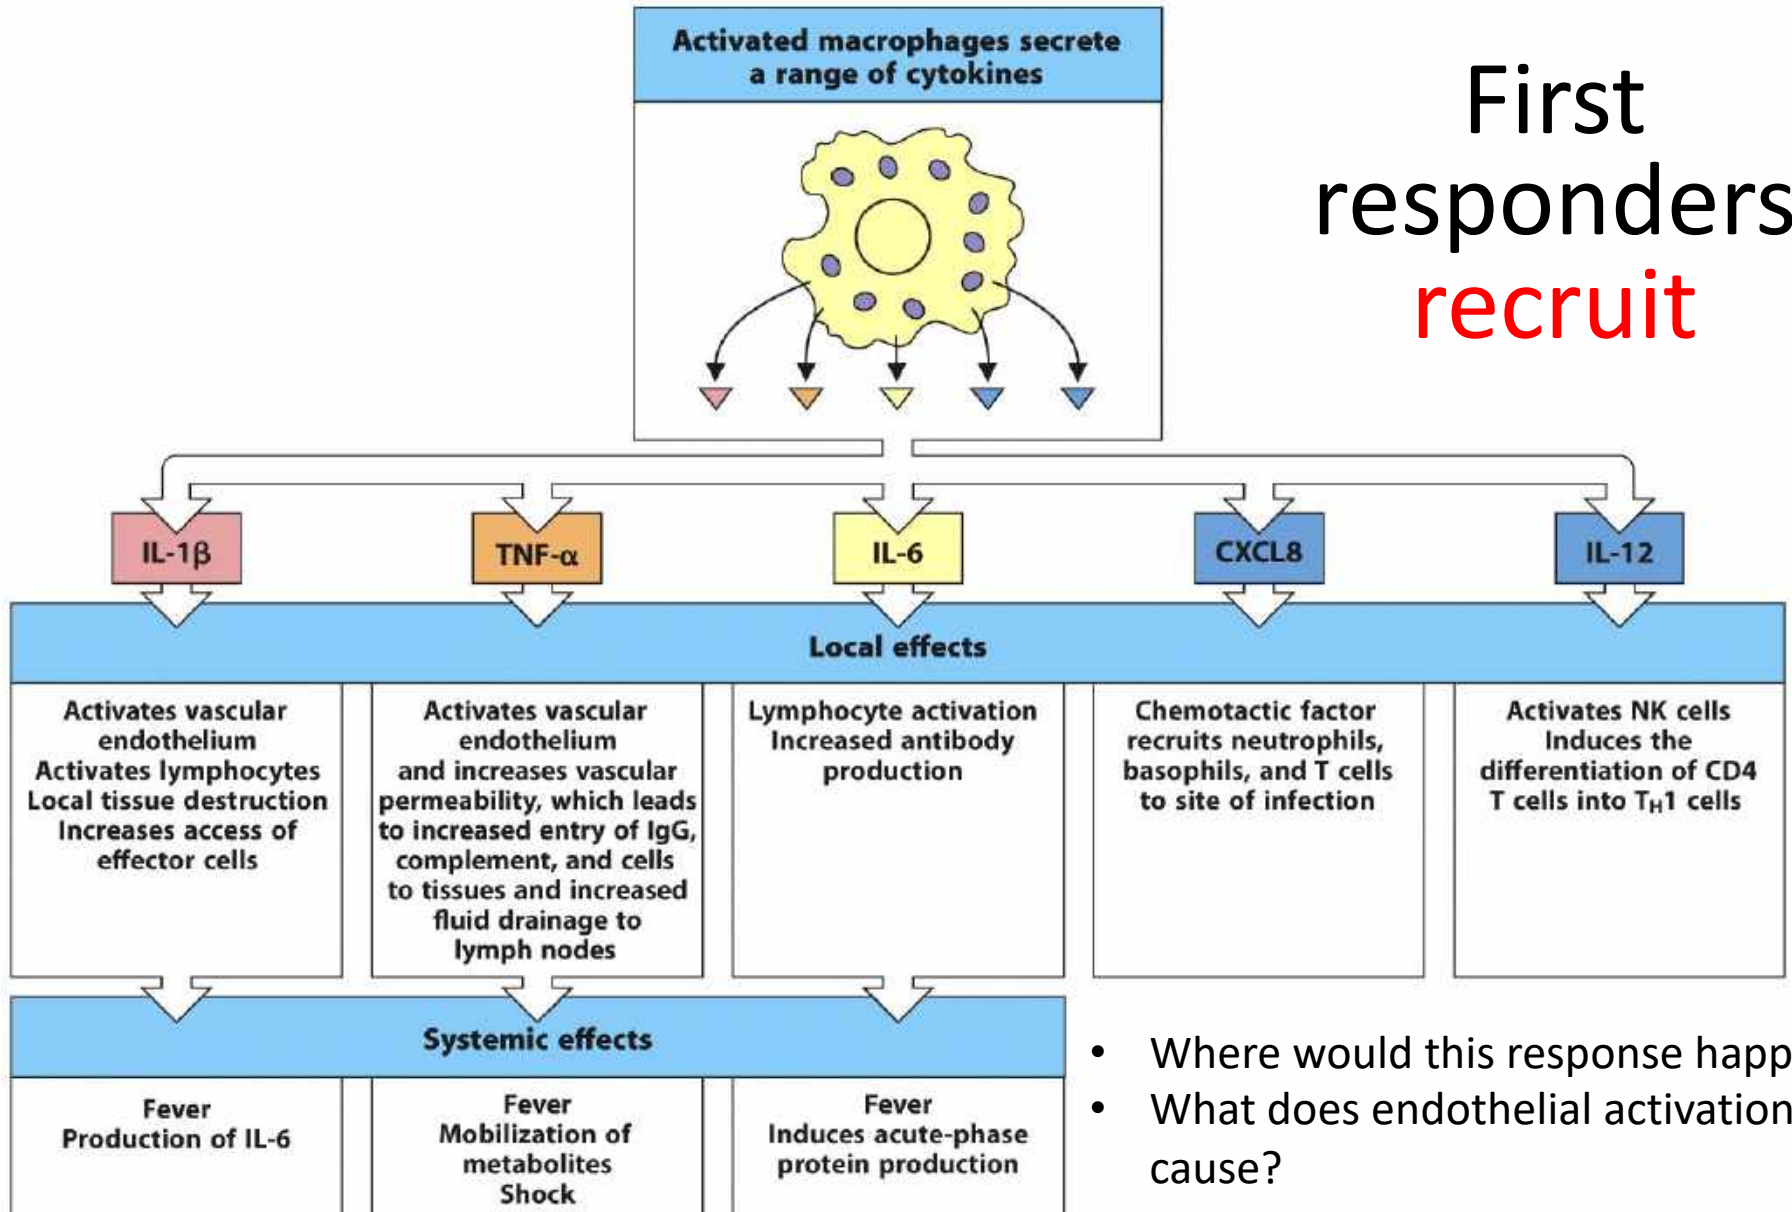 Activated macrophages secrete
a range of cytokines
First
responders
recruit
IL-1β
TNF-α
IL-6
CXCL8
IL-12
Local effects
Activates vascular
endothelium
Activates lymphocytes
Local tissue destruction
Increases access of
effector cells
Activates vascular
endothelium
and increases vascular
permeability, which leads
to increased entry of IgG,
complement, and cells
to tissues and increased
fluid drainage to
lymph nodes
Lymphocyte activation
Increased antibody
production
Chemotactic factor
recruits neutrophils,
basophils, and T cells
to site of infection
Activates NK cells
Induces the
differentiation of CD4
T cells into TH1 cells
Systemic effects
Fever
Production of IL-6
Fever
Mobilization of
metabolites
Shock
Fever
Induces acute-phase
protein production
• Where would this response happ
• What does endothelial activation
cause?